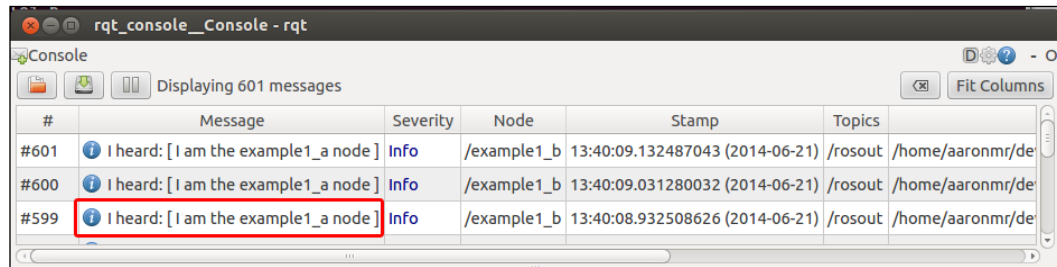 rqt_console__Console - rqt
Console D - O
Displaying 601 messages Fit Columns
# Message Severity Node Stamp Topics
#601 I heard: [ I am the example1_a node ] Info /example1_b 13:40:09.132487043 (2014-06-21) /rosout /home/aaronmr/de
#600 I heard: [ I am the example1_a node ] Info /example1_b 13:40:09.031280032 (2014-06-21) /rosout /home/aaronmr/de
#599 I heard: [ I am the example1_a node ] Info /example1_b 13:40:08.932508626 (2014-06-21) /rosout /home/aaronmr/de